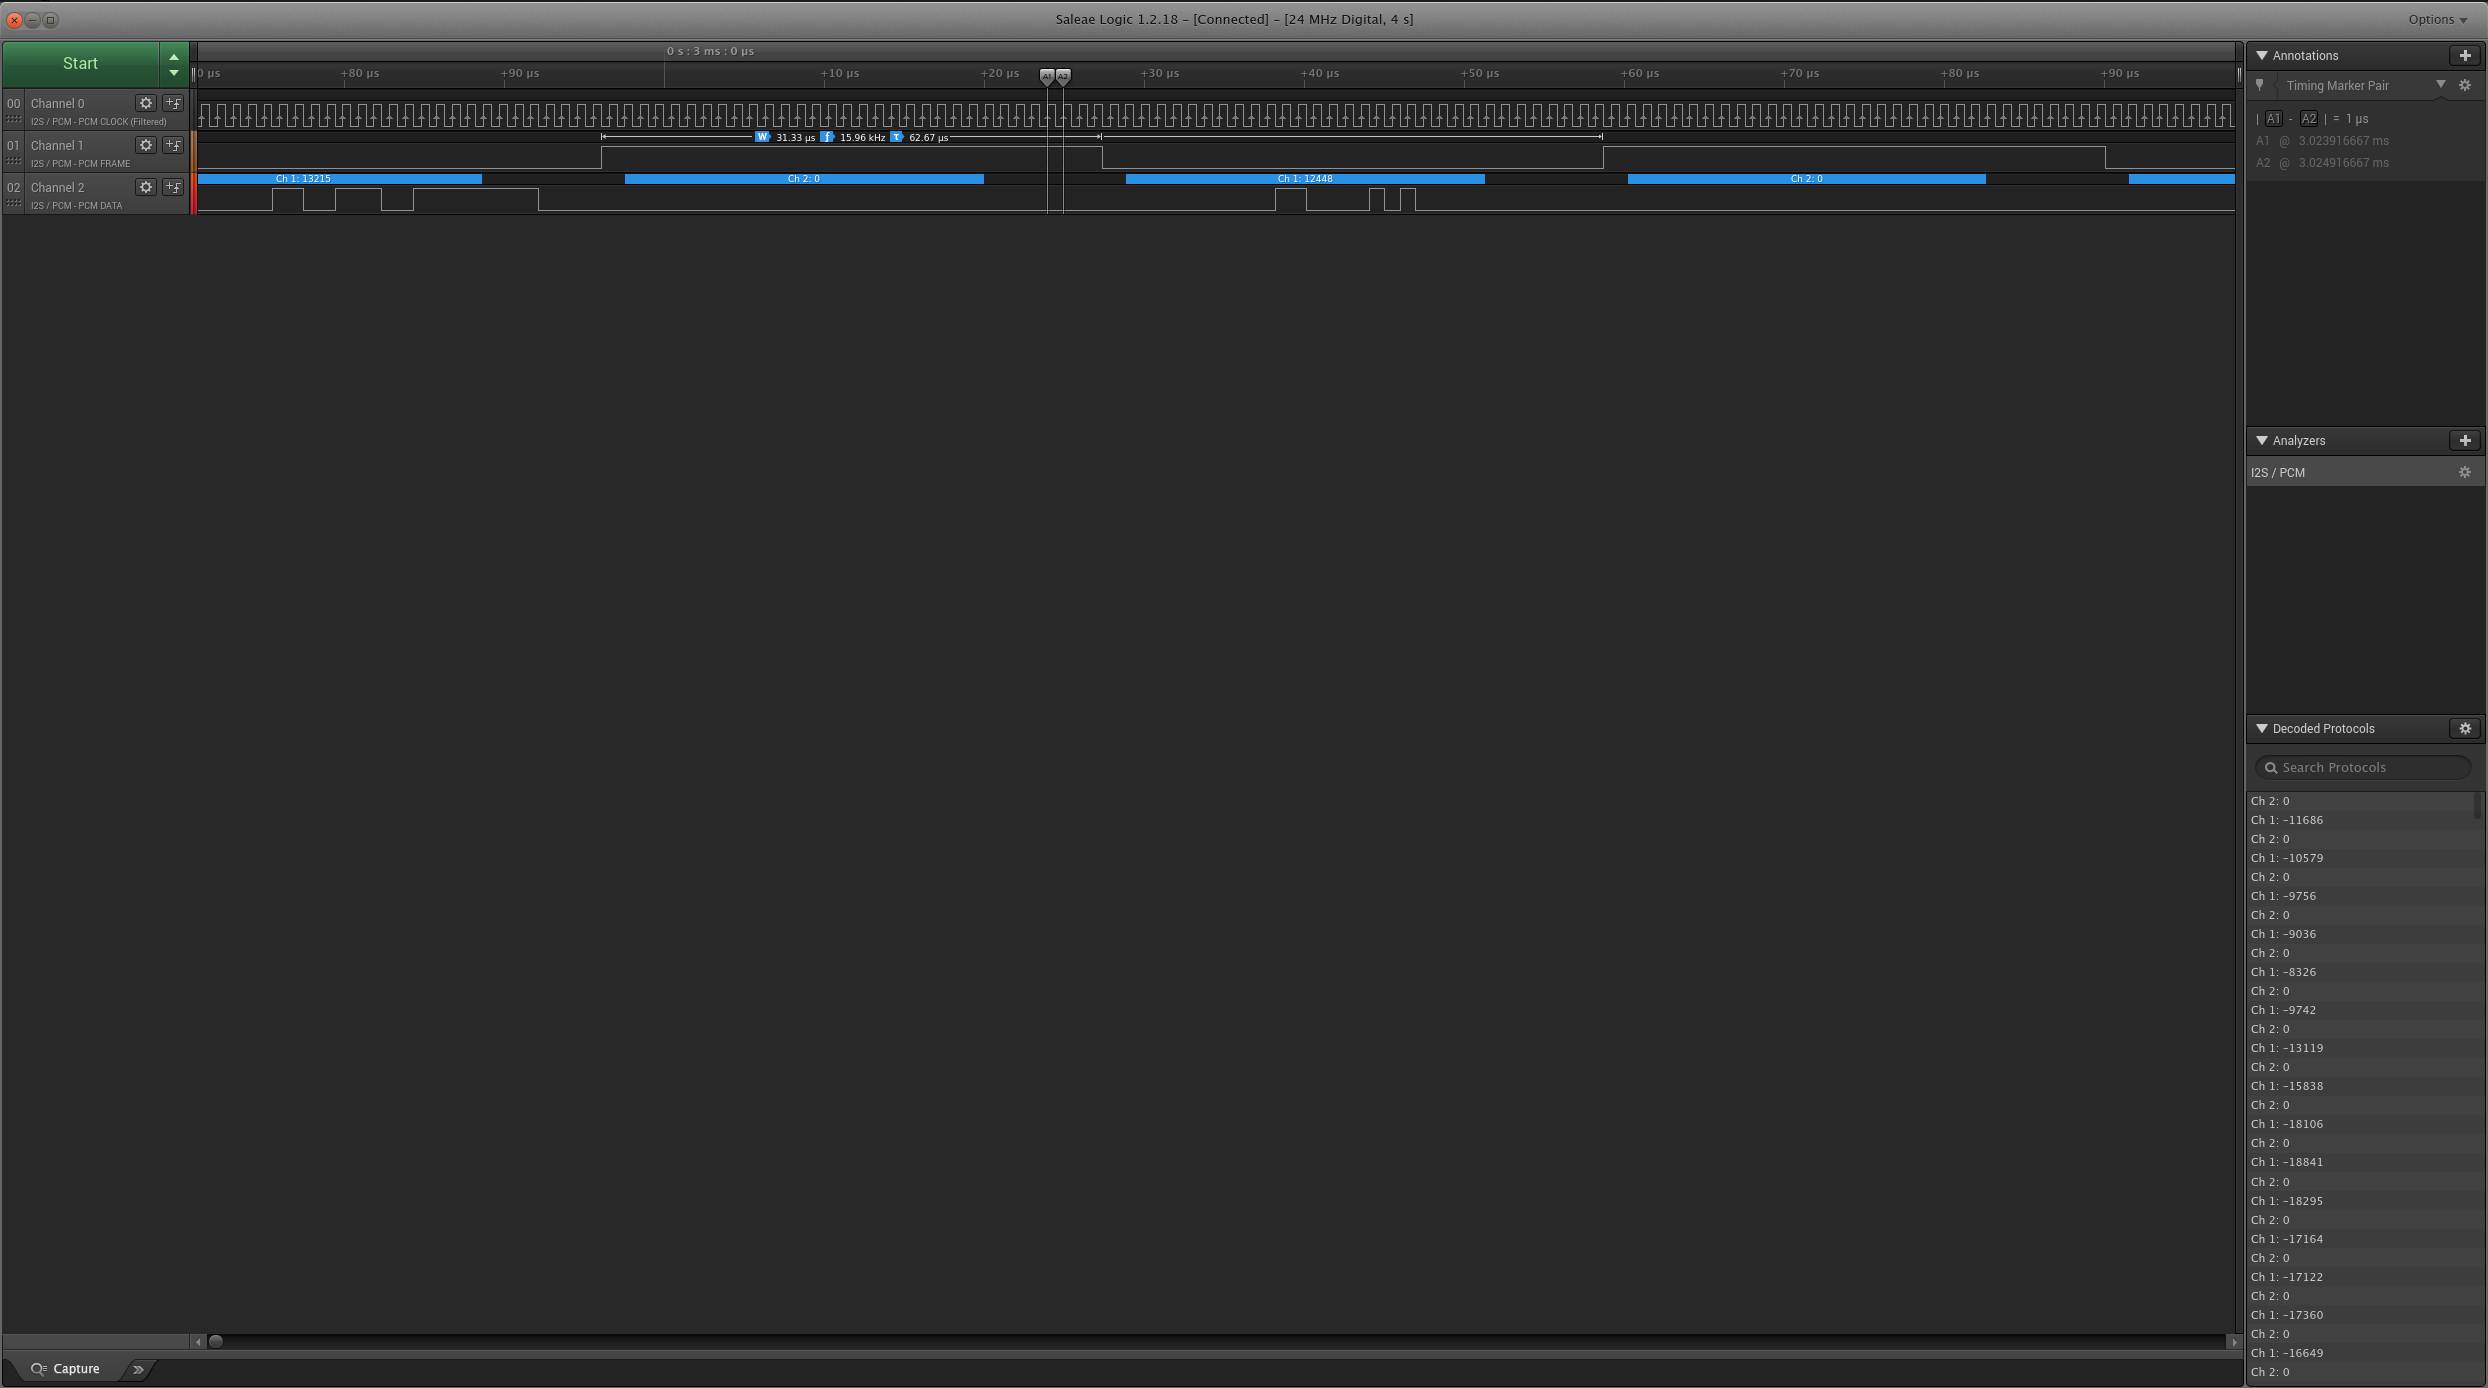 Saleae Logic 1.2.18 - [Connected] - [24 MHz Digital, 4 s]
Options
Start
0 s : 3 ms : 0 µs
0 µs +80 µs +90 µs +10 µs +20 µs A1 A2 +30 µs +40 µs +50 µs +60 µs +70 µs +80 µs +90 µs
00 Channel 0
I2S / PCM - PCM CLOCK (Filtered)
W 31.33 µs f 15.96 kHz T 62.67 µs
01 Channel 1
I2S / PCM - PCM FRAME
Ch 1: 13215 Ch 2: 0 Ch 1: 12448 Ch 2: 0
02 Channel 2
I2S / PCM - PCM DATA
Annotations
Timing Marker Pair
| A1 - A2 | = 1 µs
A1 @ 3.023916667 ms
A2 @ 3.024916667 ms
Analyzers
I2S / PCM
Decoded Protocols
Search Protocols
Ch 2: 0
Ch 1: -11686
Ch 2: 0
Ch 1: -10579
Ch 2: 0
Ch 1: -9756
Ch 2: 0
Ch 1: -9036
Ch 2: 0
Ch 1: -8326
Ch 2: 0
Ch 1: -9742
Ch 2: 0
Ch 1: -13119
Ch 2: 0
Ch 1: -15838
Ch 2: 0
Ch 1: -18106
Ch 2: 0
Ch 1: -18841
Ch 2: 0
Ch 1: -18295
Ch 2: 0
Ch 1: -17164
Ch 2: 0
Ch 1: -17122
Ch 2: 0
Ch 1: -17360
Ch 2: 0
Ch 1: -16649
Ch 2: 0
Capture